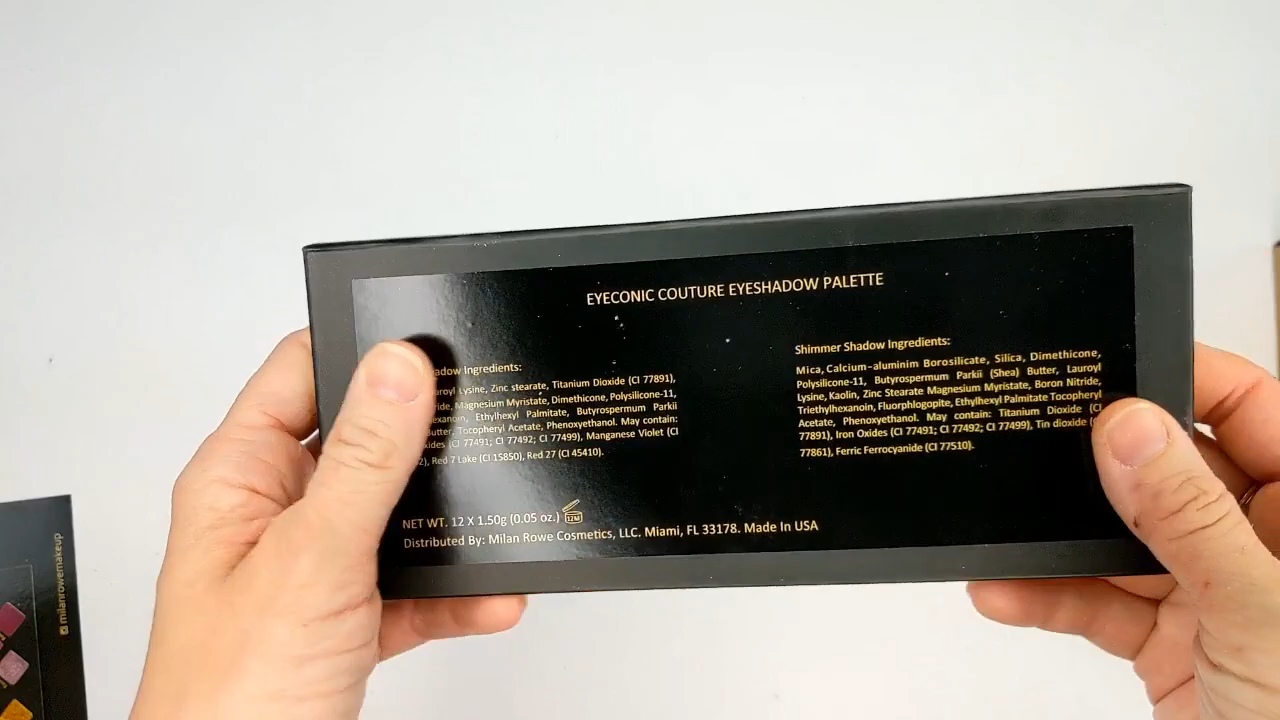 EYECONIC COUTURE EYESHADOW PALETTE
adow Ingredients:
auroyl Lysine, Zinc stearate, Titanium Dioxide (CI 77891),
ride, Magnesium Myristate, Dimethicone, Polysilicone-11,
exanoin, Ethylhexyl Palmitate, Butyrospermum Parkii
Butter, Tocopheryl Acetate, Phenoxyethanol. May contain:
xides (CI 77491; CI 77492; CI 77499), Manganese Violet (CI
2), Red 7 Lake (CI 15850), Red 27 (CI 45410).
Shimmer Shadow Ingredients:
Mica, Calcium-aluminim Borosilicate, Silica, Dimethicone,
Polysilicone-11, Butyrospermum Parkii (Shea) Butter, Lauroyl
Lysine, Kaolin, Zinc Stearate Magnesium Myristate, Boron Nitride,
Triethylhexanoin, Fluorphlogopite, Ethylhexyl Palmitate Tocopheryl
Acetate, Phenoxyethanol. May contain: Titanium Dioxide (CI
77891), Iron Oxides (CI 77491; CI 77492; CI 77499), Tin dioxide (
77861), Ferric Ferrocyanide (CI 77510).
NET WT. 12 X 1.50g (0.05 oz.) 12M
Distributed By: Milan Rowe Cosmetics, LLC. Miami, FL 33178. Made In USA
milanrowemakeup